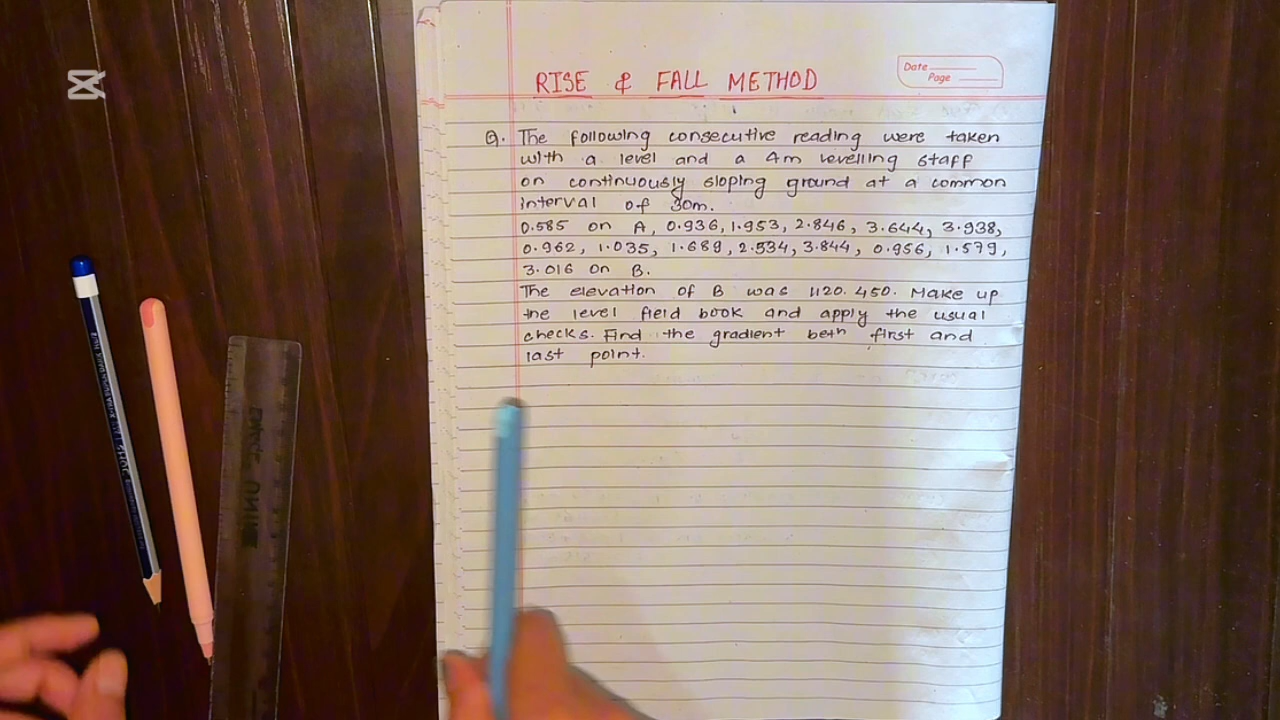 RISE & FALL METHOD
Date
Page
Q. The following consecutive reading were taken
with a level and a 4m levelling staff
on continuously sloping ground at a common
interval of 30m.
0.585 on A, 0.936, 1.953, 2.846, 3.644, 3.938,
0.962, 1.035, 1.689, 2.534, 3.844, 0.956, 1.579,
3.016 on B.
The elevation of B was 1120.450. Make up
the level field book and apply the usual
checks. Find the gradient betn first and
last point.